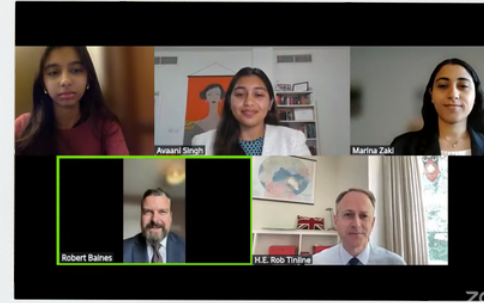 Avaani Singh
Marina Zaki
Robert Baines
H.E. Rob Tinline